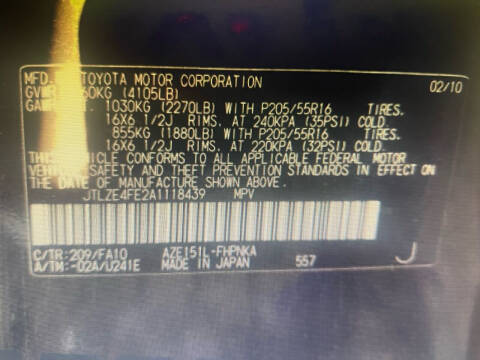 MFD. TOYOTA MOTOR CORPORATION 02/10
GVWR 60KG (4105LB)
GAWR 1030KG (2270LB) WITH P205/55R16 TIRES.
16X6 1/2J RIMS. AT 240KPA (35PSI) COLD.
855KG (1880LB) WITH P205/55R16 TIRES.
16X6 1/2J RIMS. AT 220KPA (32PSI) COLD.
THIS VEHICLE CONFORMS TO ALL APPLICABLE FEDERAL MOTOR
VEHICLE SAFETY AND THEFT PREVENTION STANDARDS IN EFFECT ON
THE DATE OF MANUFACTURE SHOWN ABOVE.
JTLZE4FE2A1118439 MPV
C/TR: 209/FA10 AZE151L-FHPNKA
A/TM: -02A/U241E MADE IN JAPAN 557 J